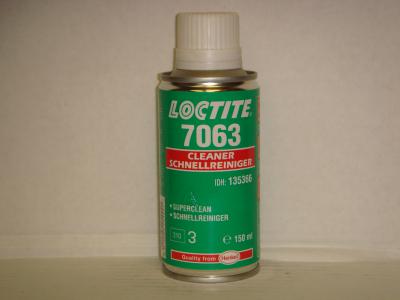 LOCTITE
7063
CLEANER
SCHNELLREINIGER
IDH: 135366
• SUPERCLEAN
• SCHNELLREINIGER
3
℮ 150 ml
Quality from Henkel